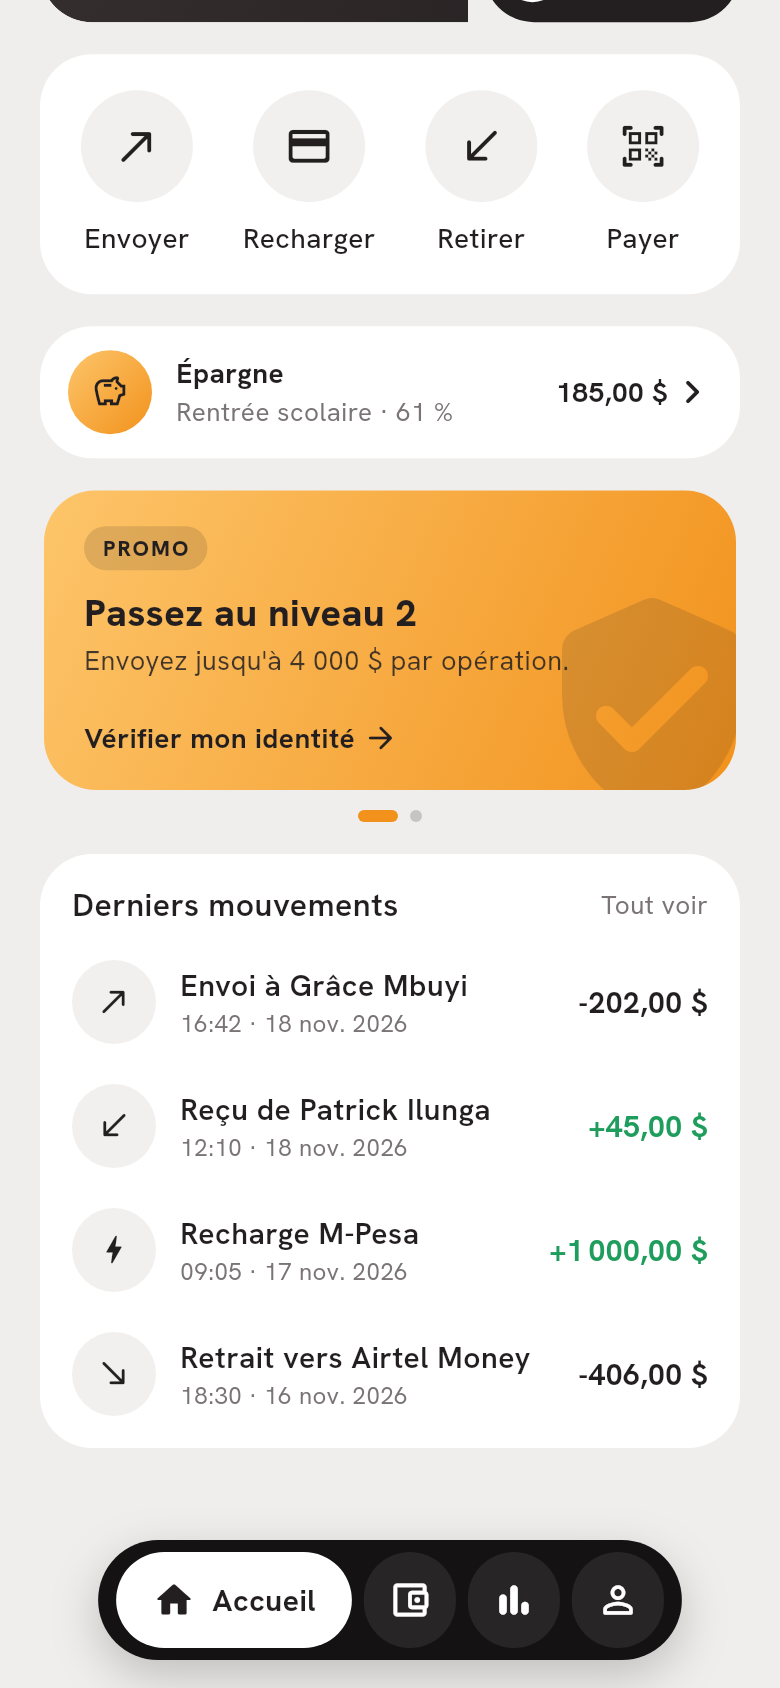 Envoyer
Recharger
Retirer
Payer
Épargne
Rentrée scolaire · 61 %
185,00 $
PROMO
Passez au niveau 2
Envoyez jusqu'à 4 000 $ par opération.
Vérifier mon identité
Derniers mouvements
Tout voir
Envoi à Grâce Mbuyi
16:42 · 18 nov. 2026
-202,00 $
Reçu de Patrick Ilunga
12:10 · 18 nov. 2026
+45,00 $
Recharge M-Pesa
09:05 · 17 nov. 2026
+1 000,00 $
Retrait vers Airtel Money
18:30 · 16 nov. 2026
-406,00 $
Accueil